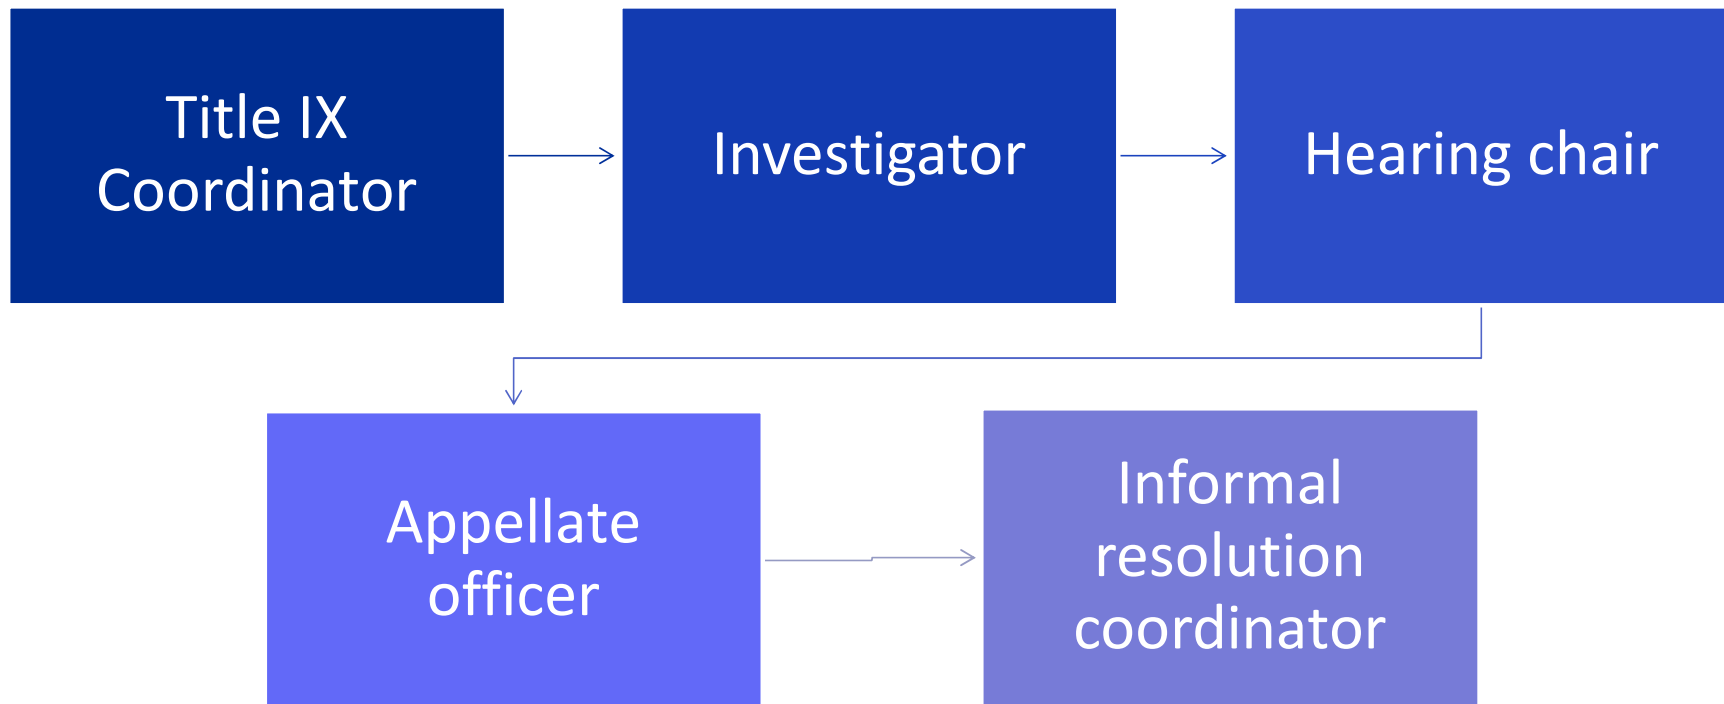 Title IX
Coordinator
Investigator
Hearing chair
Appellate
officer
Informal
resolution
coordinator